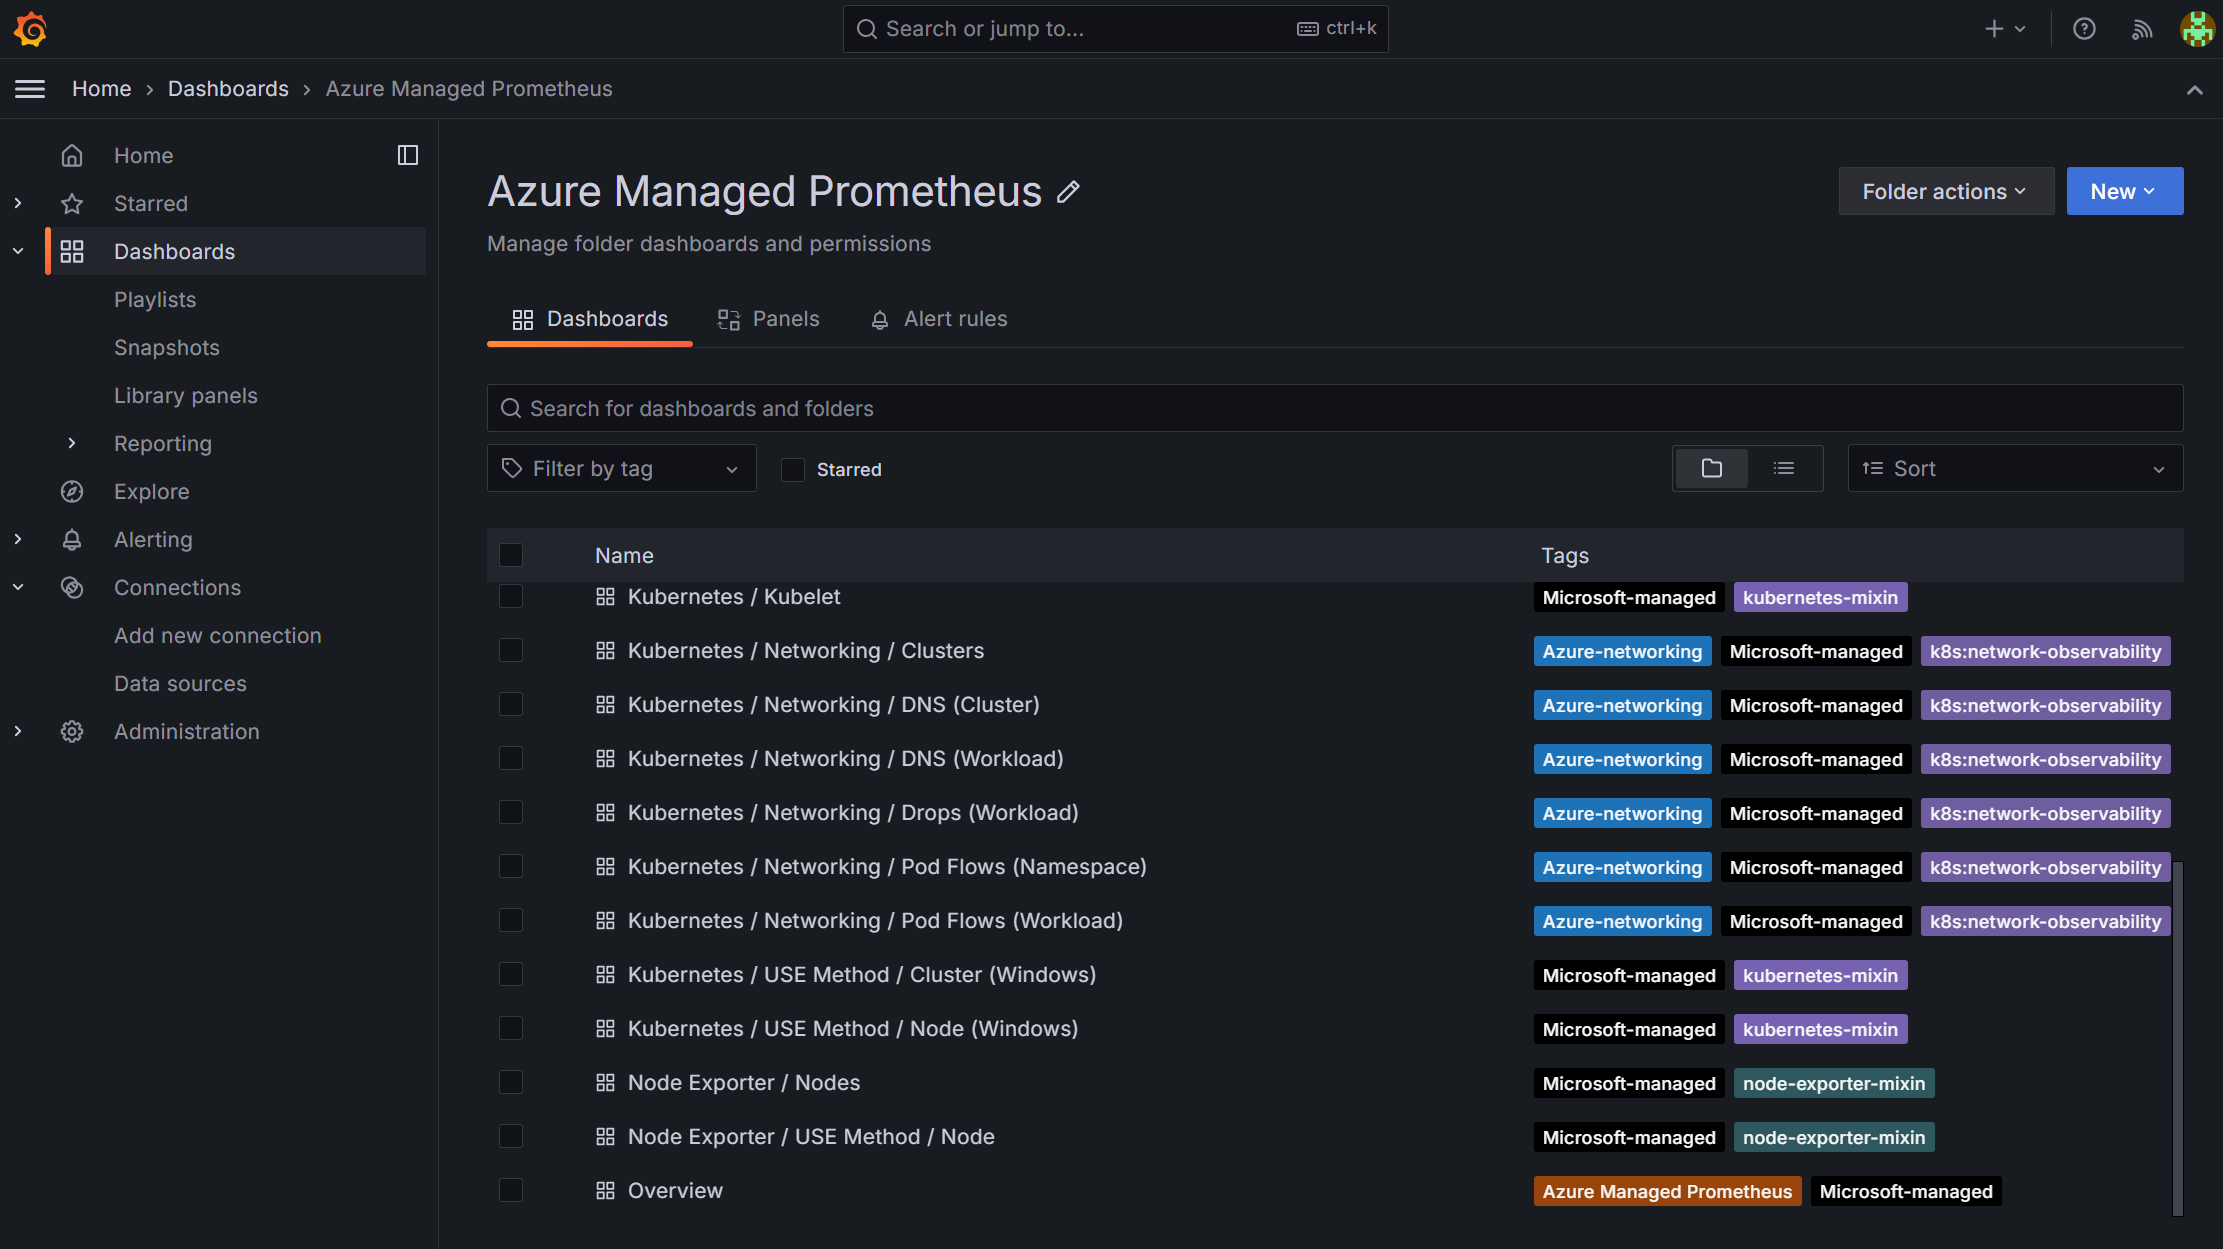 Search or jump to... ctrl+k
Home › Dashboards › Azure Managed Prometheus
Home
Starred
Dashboards
Playlists
Snapshots
Library panels
Reporting
Explore
Alerting
Connections
Add new connection
Data sources
Administration
Azure Managed Prometheus
Folder actions
New
Manage folder dashboards and permissions
Dashboards Panels Alert rules
Search for dashboards and folders
Filter by tag Starred Sort
Name Tags
Kubernetes / Kubelet Microsoft-managed kubernetes-mixin
Kubernetes / Networking / Clusters Azure-networking Microsoft-managed k8s:network-observability
Kubernetes / Networking / DNS (Cluster) Azure-networking Microsoft-managed k8s:network-observability
Kubernetes / Networking / DNS (Workload) Azure-networking Microsoft-managed k8s:network-observability
Kubernetes / Networking / Drops (Workload) Azure-networking Microsoft-managed k8s:network-observability
Kubernetes / Networking / Pod Flows (Namespace) Azure-networking Microsoft-managed k8s:network-observability
Kubernetes / Networking / Pod Flows (Workload) Azure-networking Microsoft-managed k8s:network-observability
Kubernetes / USE Method / Cluster (Windows) Microsoft-managed kubernetes-mixin
Kubernetes / USE Method / Node (Windows) Microsoft-managed kubernetes-mixin
Node Exporter / Nodes Microsoft-managed node-exporter-mixin
Node Exporter / USE Method / Node Microsoft-managed node-exporter-mixin
Overview Azure Managed Prometheus Microsoft-managed